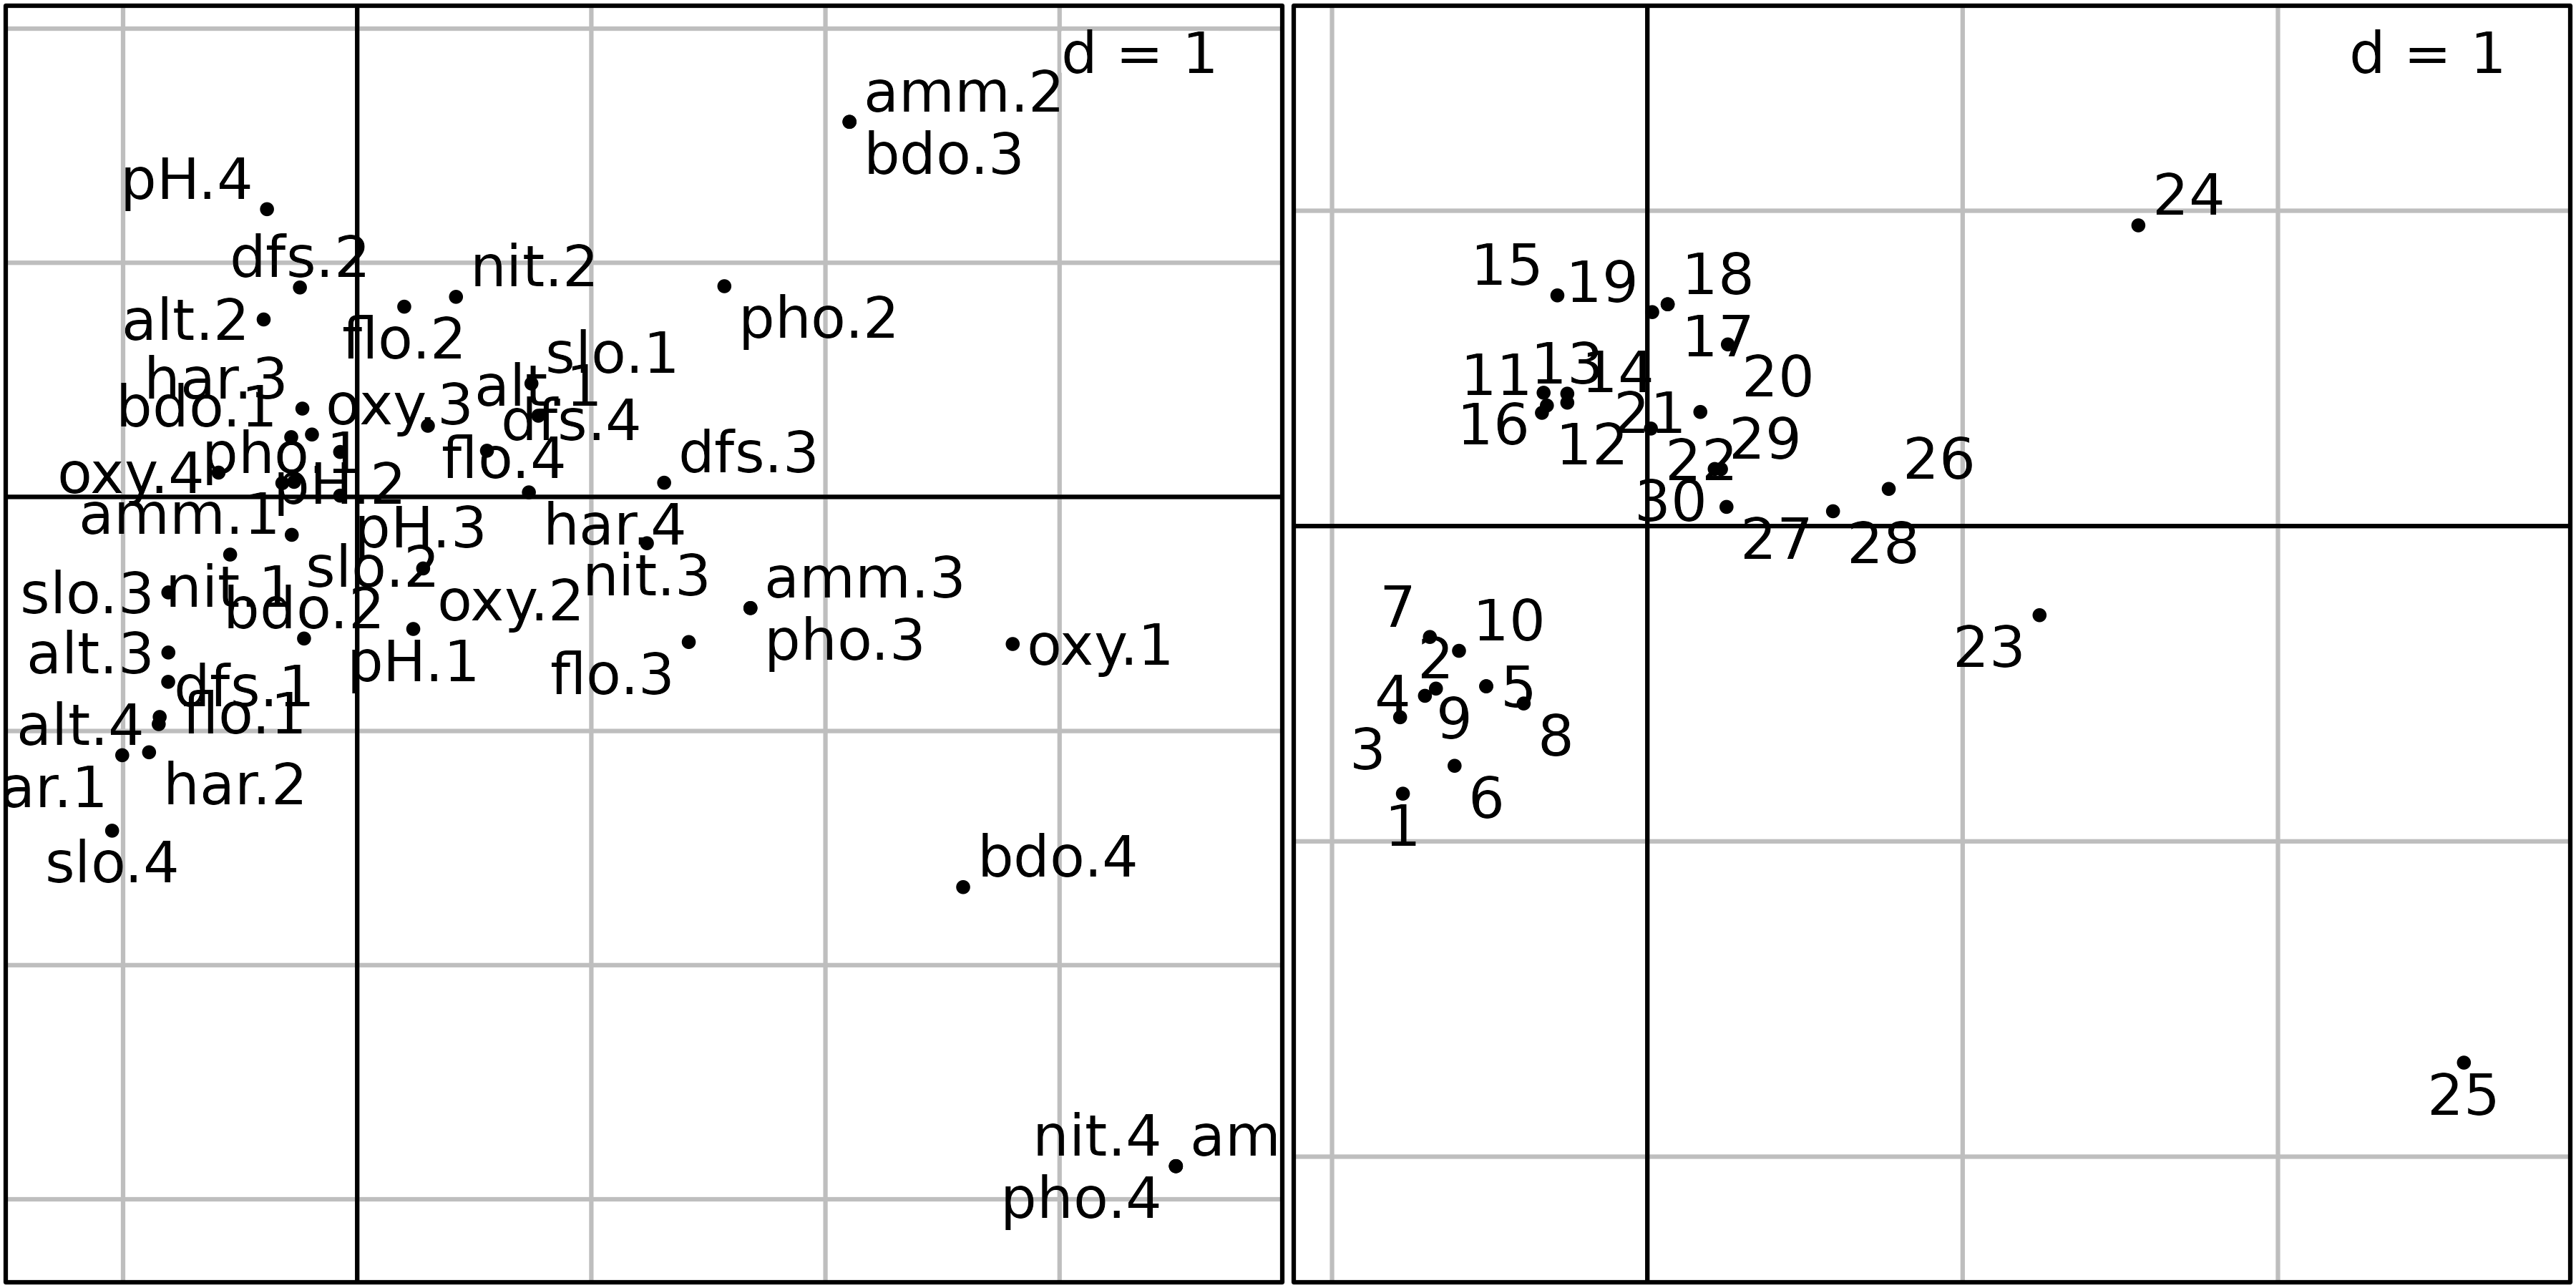 d = 1
amm.2
bdo.3
pH.4
dfs.2
nit.2
alt.2
flo.2
pho.2
slo.1
har.3
alt.1
bdo.1
oxy.3
dfs.4
pho.1
flo.4
dfs.3
oxy.4
pH.2
amm.1
pH.3
har.4
slo.2
nit.3
amm.3
slo.3
nit.1
bdo.2
oxy.2
alt.3
pH.1
flo.3
pho.3
oxy.1
dfs.1
flo.1
alt.4
ar.1
har.2
slo.4
bdo.4
nit.4
am
pho.4
d = 1
24
15
19
18
17
11
13
14
20
16
12
21
22
29
26
30
27
28
7
10
2
23
4
5
9
3
8
6
1
25